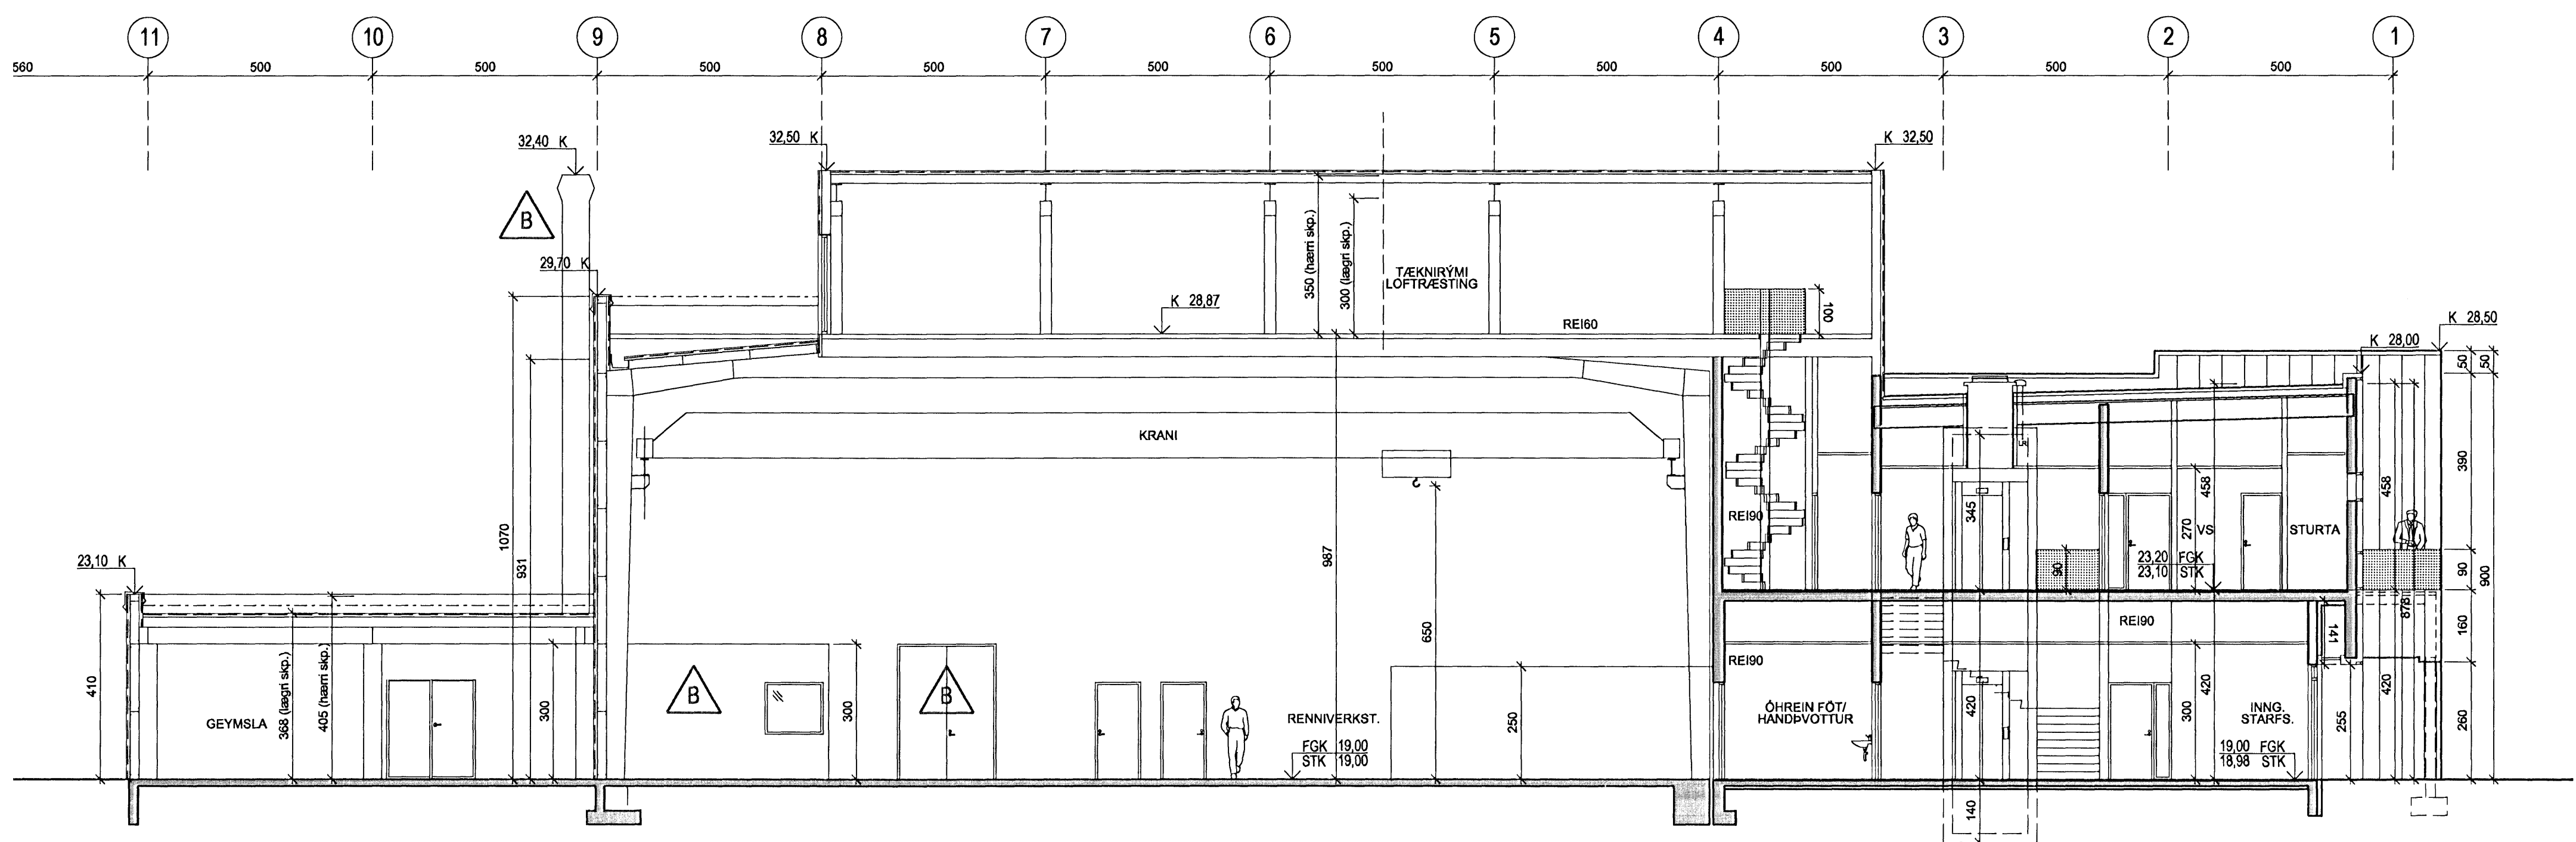 11 10 9 8 7 6 5 4 3 2 1
560 500 500 500 500 500 500 500 500 500 500
32,40 K
32,50 K
K 32,50
B
29,70 K
350 (hærri skp.)
300 (lægri skp.)
TÆKNIRÝMI
LOFTRÆSTING
K 28,87
REI60
100
K 28,50
K 28,00
50
50
KRANI
1070
931
987
650
REI90
345
458
270
VS
STURTA
458
390
23,20 FGK
23,10 STK
90
90
900
23,10 K
410
GEYMSLA
368 (lægri skp.)
405 (hærri skp.)
300
B
300
B
RENNIVERKST.
FGK 19,00
STK 19,00
250
REI90
ÓHREIN FÖT/
HANDÞVOTTUR
420
140
REI90
300
420
INNG.
STARFS.
19,00 FGK
18,98 STK
141
255
420
878
160
260